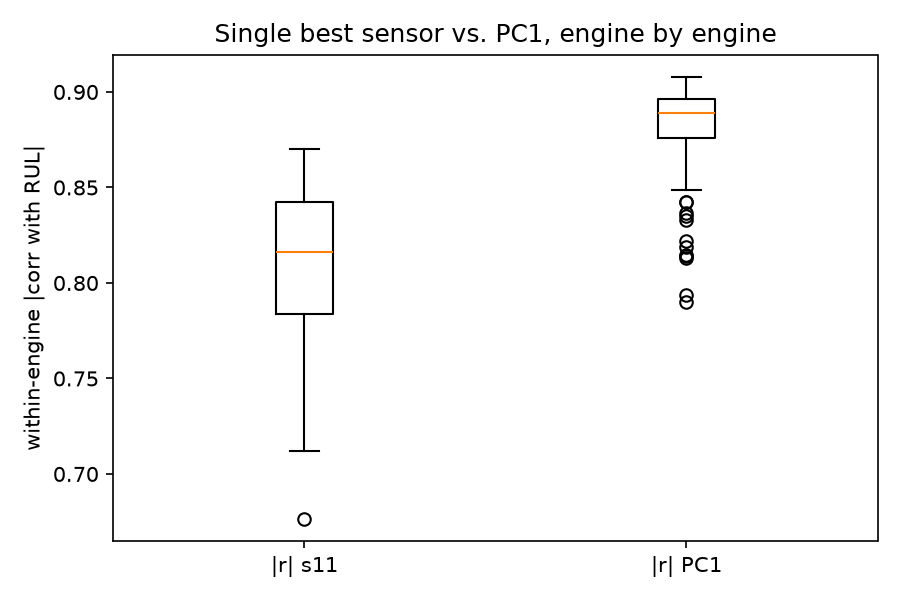 Single best sensor vs. PC1, engine by engine
within-engine |corr with RUL|
0.90
0.85
0.80
0.75
0.70
|r| s11
|r| PC1